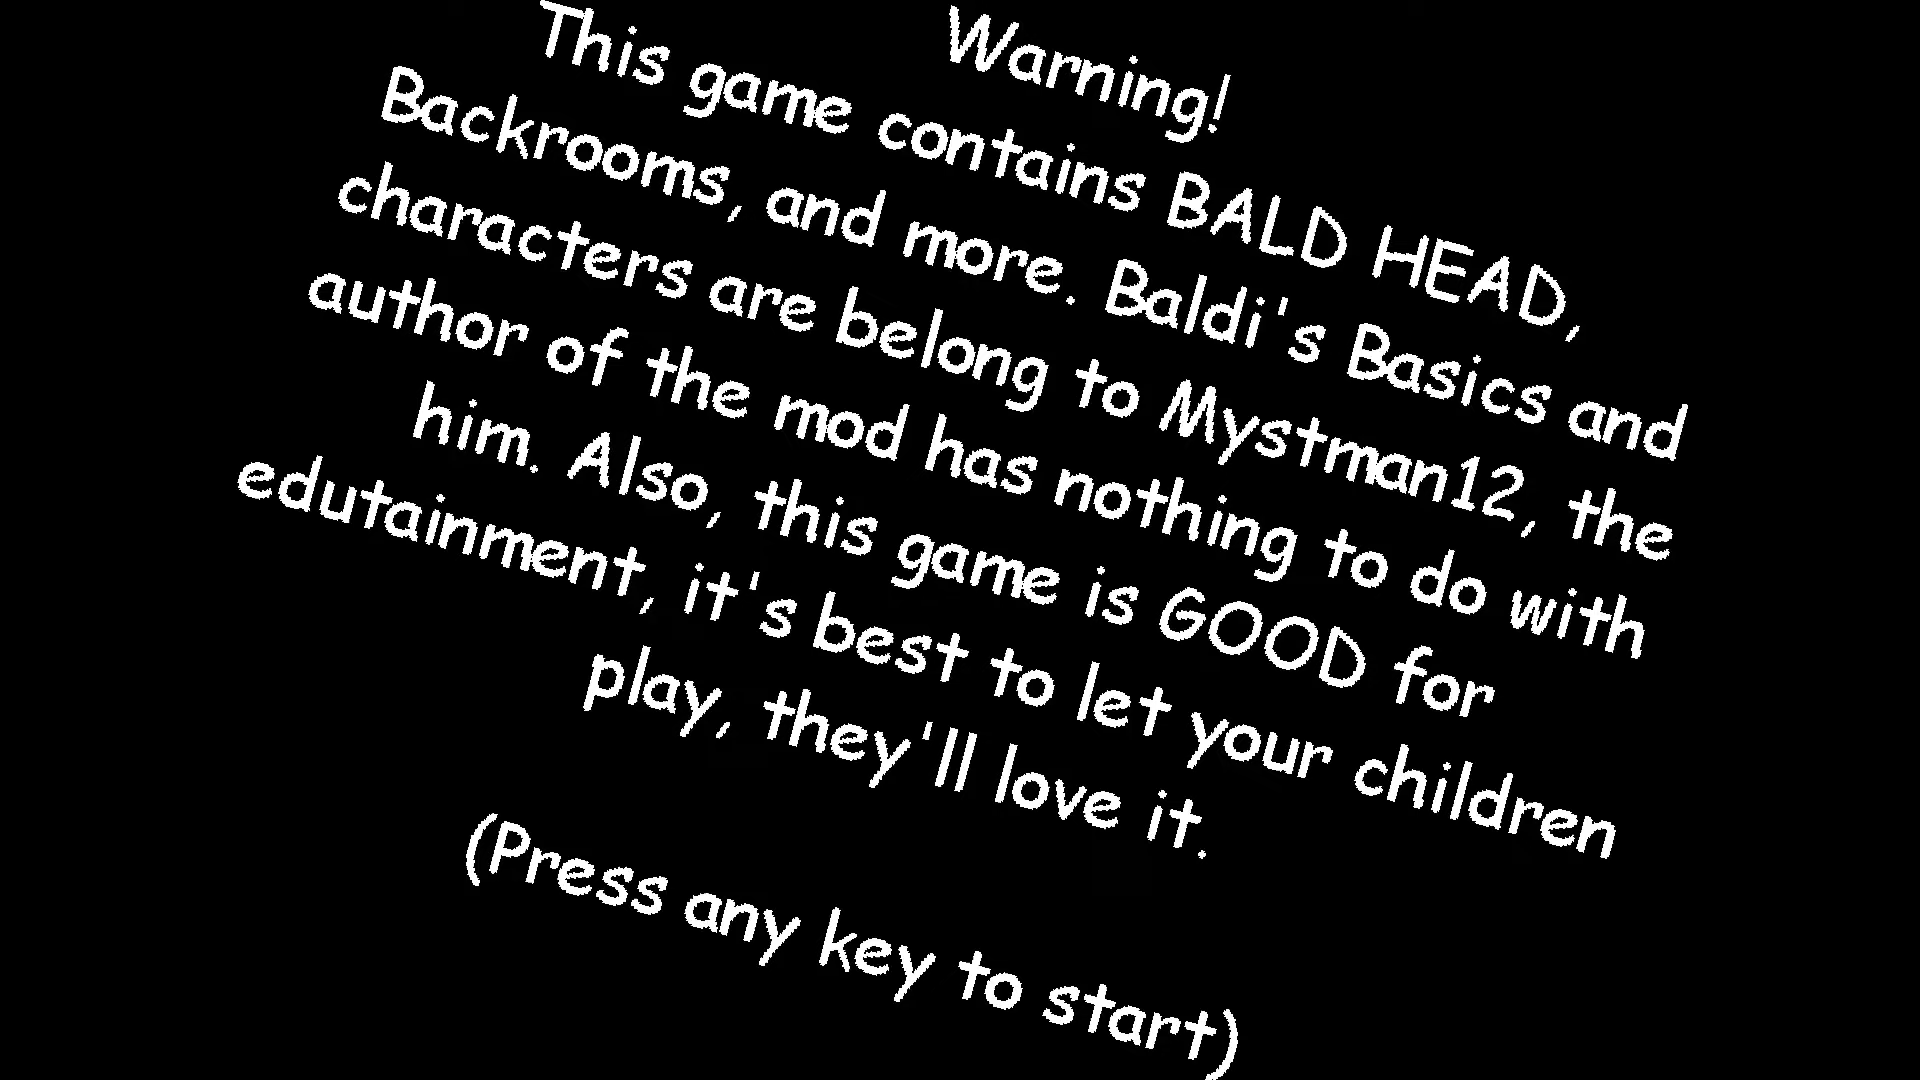 Warning!
This game contains BALD HEAD,
Backrooms, and more. Baldi's Basics and
characters are belong to Mystman12, the
author of the mod has nothing to do with
him. Also, this game is GOOD for
edutainment, it's best to let your children
play, they'll love it.
(Press any key to start)